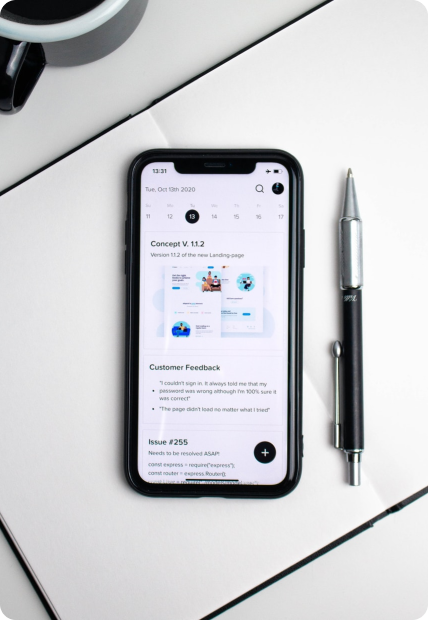 13:31
Tue, Oct 13th 2020
11 12 13 14 15 16 17
Concept V. 1.1.2
Version 1.1.2 of the new Landing-page
Customer Feedback
• "I couldn't sign in. It always told me that my
password was wrong although I'm 100% sure it
was correct"
• "The page didn't load no matter what I tried"
Issue #255
Needs to be resolved ASAP!
+
const express = require("express");
const router = express.Router();